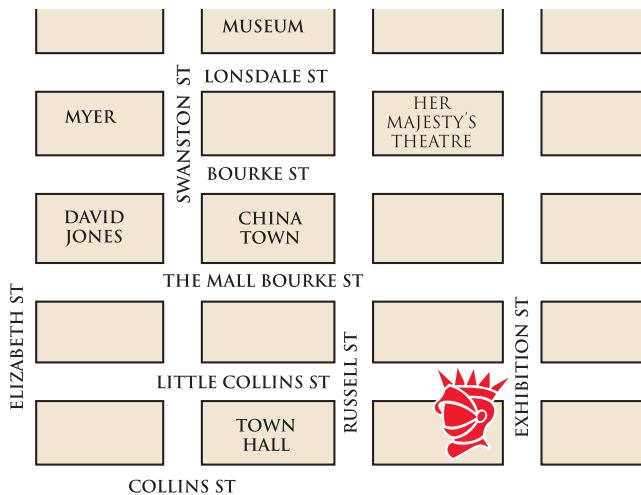 MUSEUM
LONSDALE ST
SWANSTON ST
MYER
HER
MAJESTY'S
THEATRE
BOURKE ST
DAVID
JONES
CHINA
TOWN
THE MALL BOURKE ST
ELIZABETH ST
RUSSELL ST
EXHIBITION ST
LITTLE COLLINS ST
TOWN
HALL
COLLINS ST